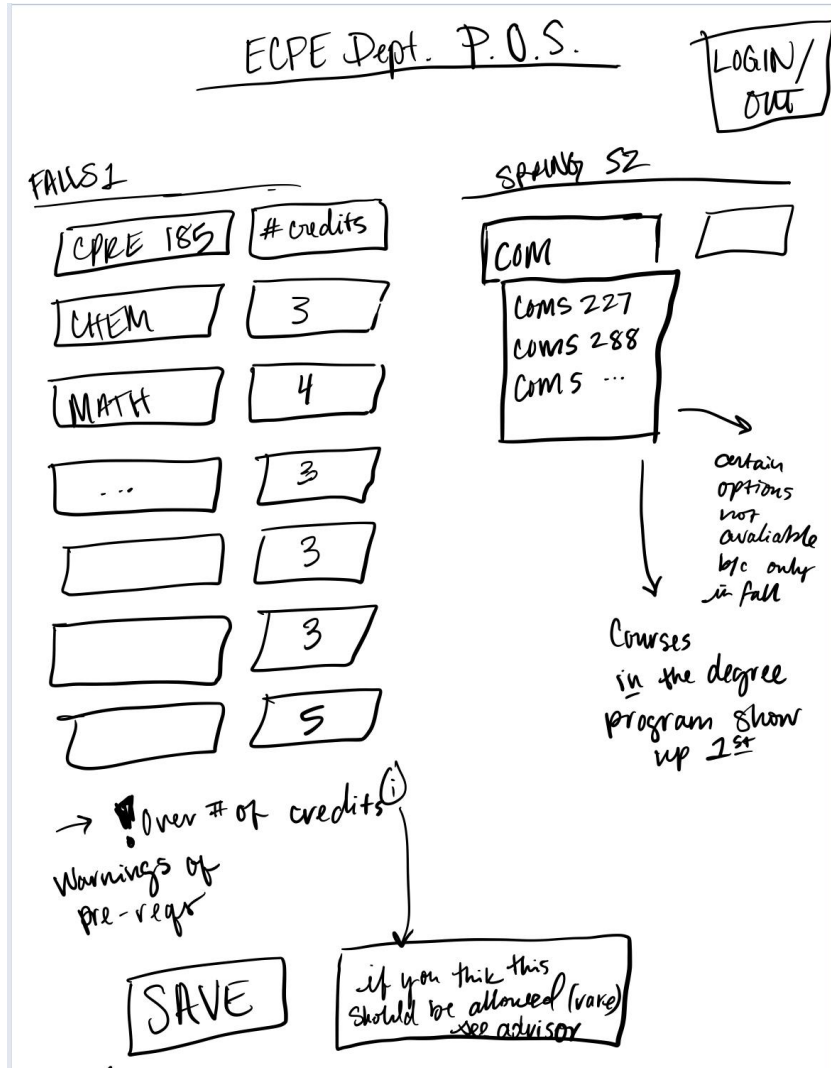 ECPE Dept. P.O.S.
LOGIN/
OUT
FALL S1
CPRE 185
# credits
CHEM
3
MATH
4
...
3
3
3
5
→ ! Over # of credits ⓘ
Warnings of
pre-reqs
SAVE
if you thik this
should be allowed (rare)
see advisor
SPRING S2
COM
COMS 227
COMS 288
COMS ...
certain
options
not
avaliable
b/c only
in fall
Courses
in the degree
program show
up 1st